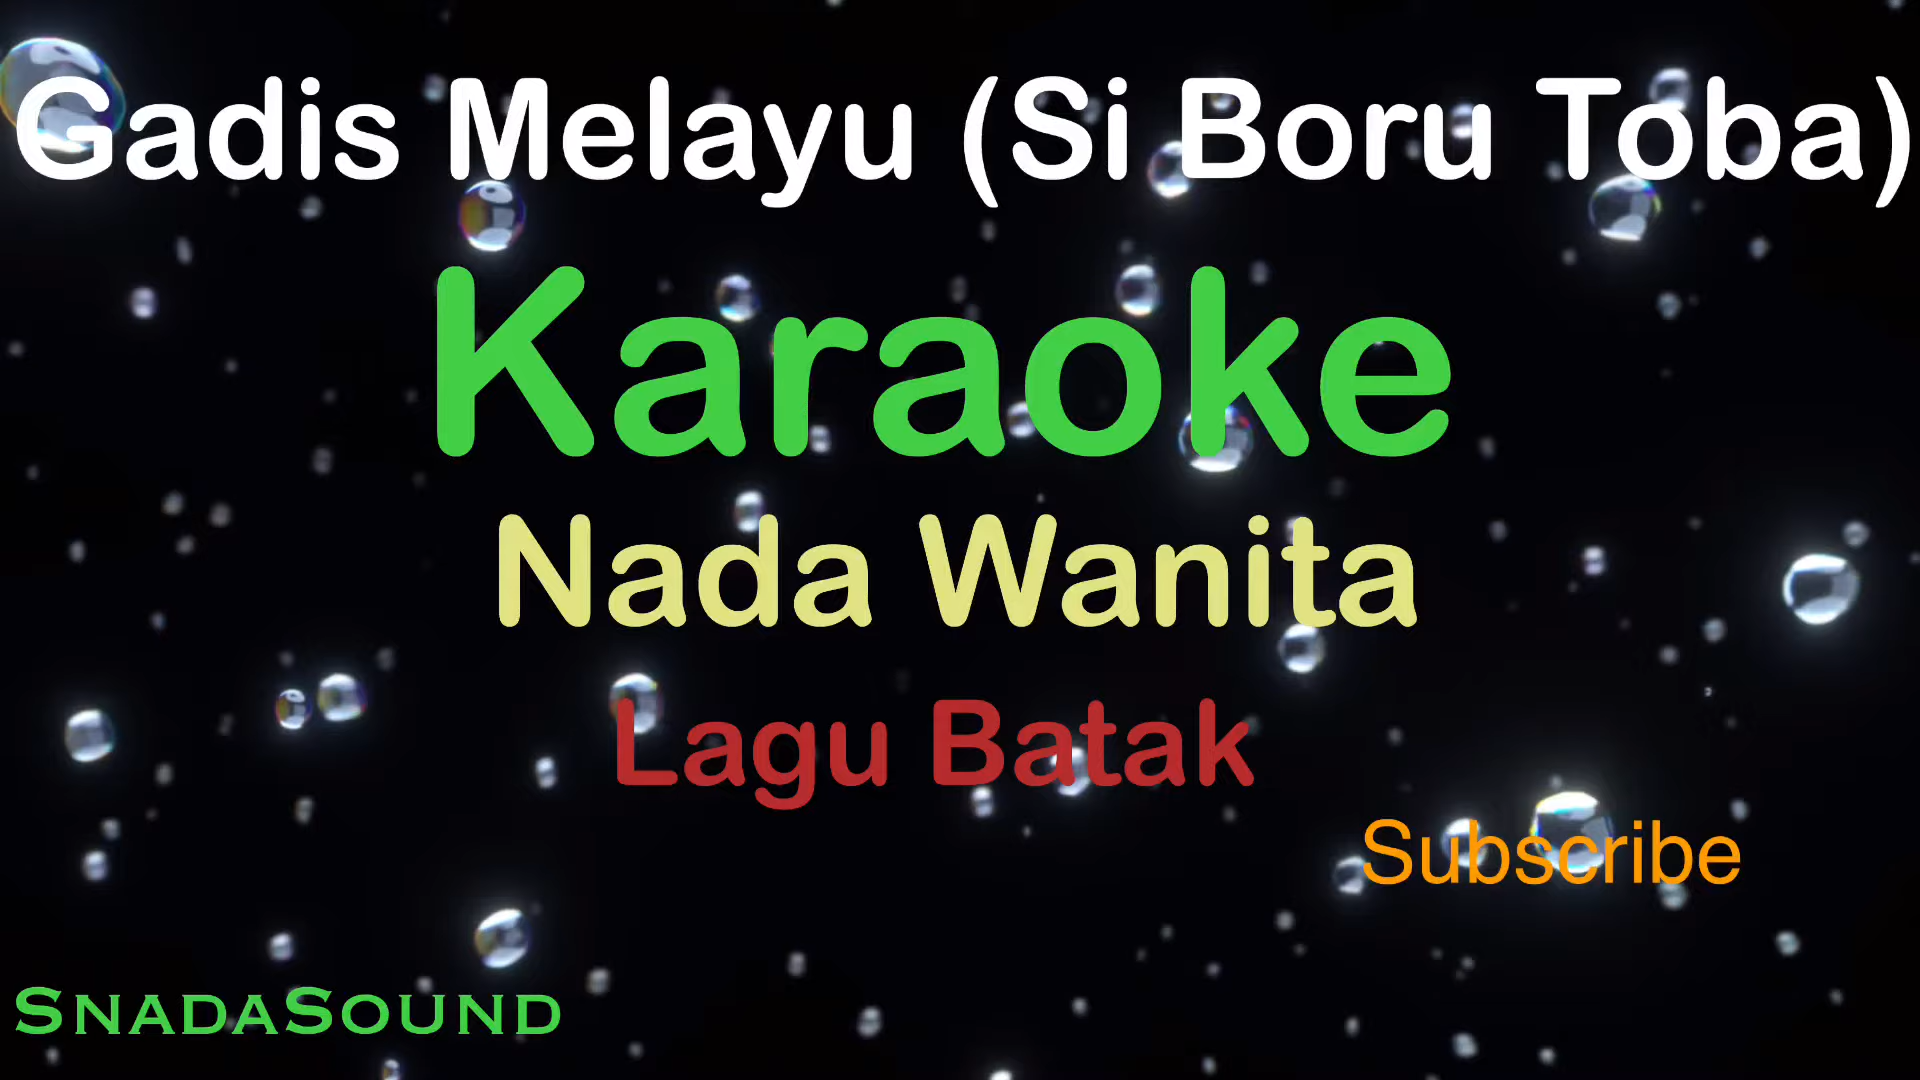 Gadis Melayu (Si Boru Toba)
Karaoke
Nada Wanita
Lagu Batak
Subscribe
SnadaSound